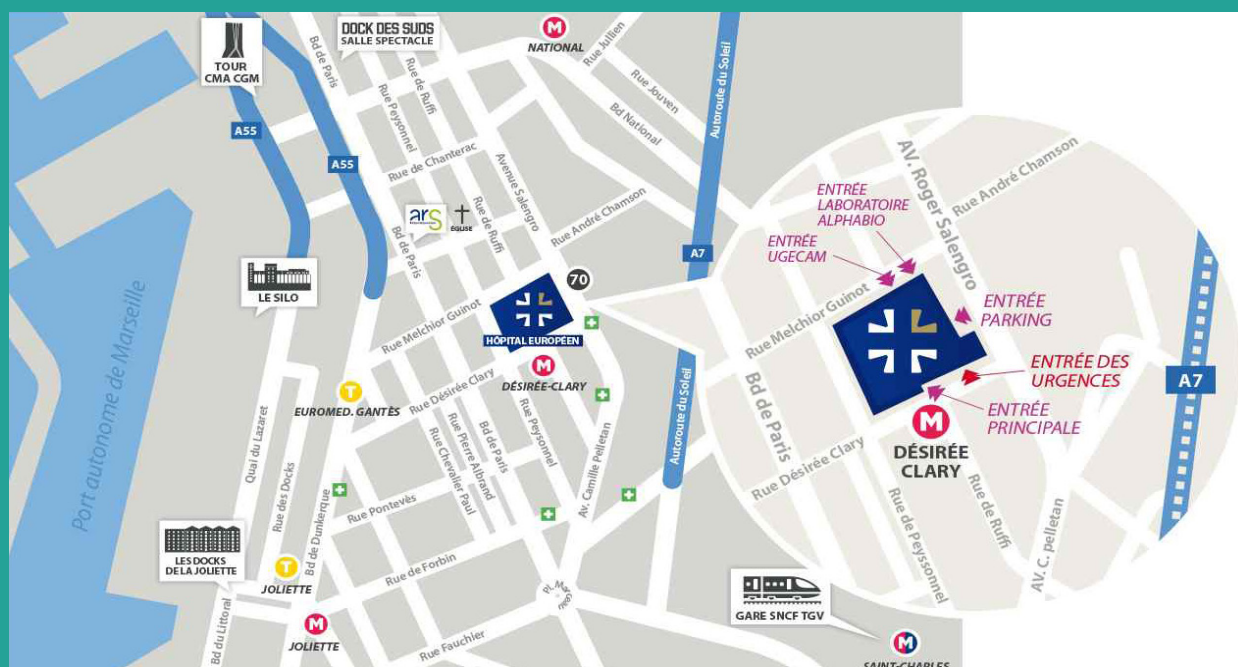 TOUR
CMA CGM
DOCK DES SUDS
SALLE SPECTACLE
M
NATIONAL
Bd de Paris
Rue de Ruffi
Rue Peysonnel
Rue Jullien
Rue Jouven
Bd National
Autoroute du Soleil
A55
A55
Rue de Chanterac
Avenue Salengro
ars
ÉGLISE
Rue de Ruffi
Bd de Paris
Rue André Chamson
A7
70
LE SILO
Rue Melchior Guinot
HÔPITAL EUROPÉEN
M
DÉSIRÉE-CLARY
T
EUROMED. GANTÈS
Rue Désirée Clary
Port autonome de Marseille
Quai du Lazaret
Rue des Docks
Bd de Dunkerque
Rue Chevalier Paul
Rue Pierre Albrand
Bd de Paris
Rue Peysonnel
Av. Camille Pelletan
Autoroute du Soleil
Rue Pontevès
Rue de Forbin
LES DOCKS
DE LA JOLIETTE
T
JOLIETTE
M
JOLIETTE
Bd du Littoral
Rue Fauchier
Pl. Marceau
GARE SNCF TGV
M
SAINT-CHARLES
ENTRÉE
LABORATOIRE
ALPHABIO
ENTRÉE
UGECAM
AV. Roger Salengro
Rue André Chamson
Rue Melchior Guinot
ENTRÉE
PARKING
ENTRÉE DES
URGENCES
ENTRÉE
PRINCIPALE
A7
Bd de Paris
M
DÉSIRÉE
CLARY
Rue Désirée Clary
Rue de Peyssonnel
Rue de Ruffi
AV. C. pelletan